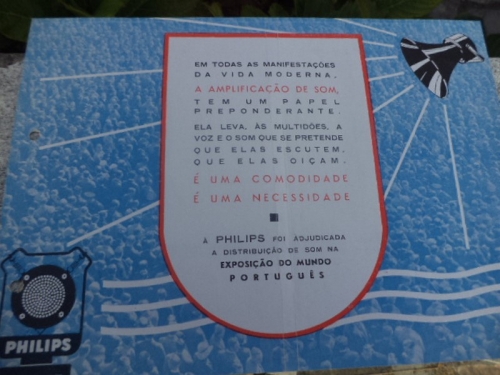 EM TODAS AS MANIFESTAÇÕES
DA VIDA MODERNA,
A AMPLIFICAÇÃO DE SOM,
TEM UM PAPEL
PREPONDERANTE.
ELA LEVA, ÀS MULTIDÕES, A
VOZ E O SOM QUE SE PRETENDE
QUE ELAS ESCUTEM,
QUE ELAS OIÇAM.
É UMA COMODIDADE
É UMA NECESSIDADE
A PHILIPS FOI ADJUDICADA
A DISTRIBUIÇÃO DE SOM NA
EXPOSIÇÃO DO MUNDO
PORTUGUÊS
PHILIPS